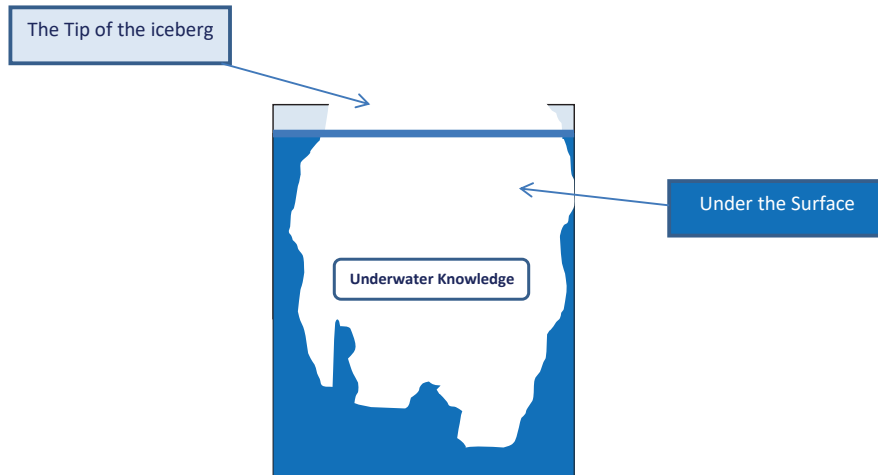 The Tip of the iceberg
Under the Surface
Underwater Knowledge